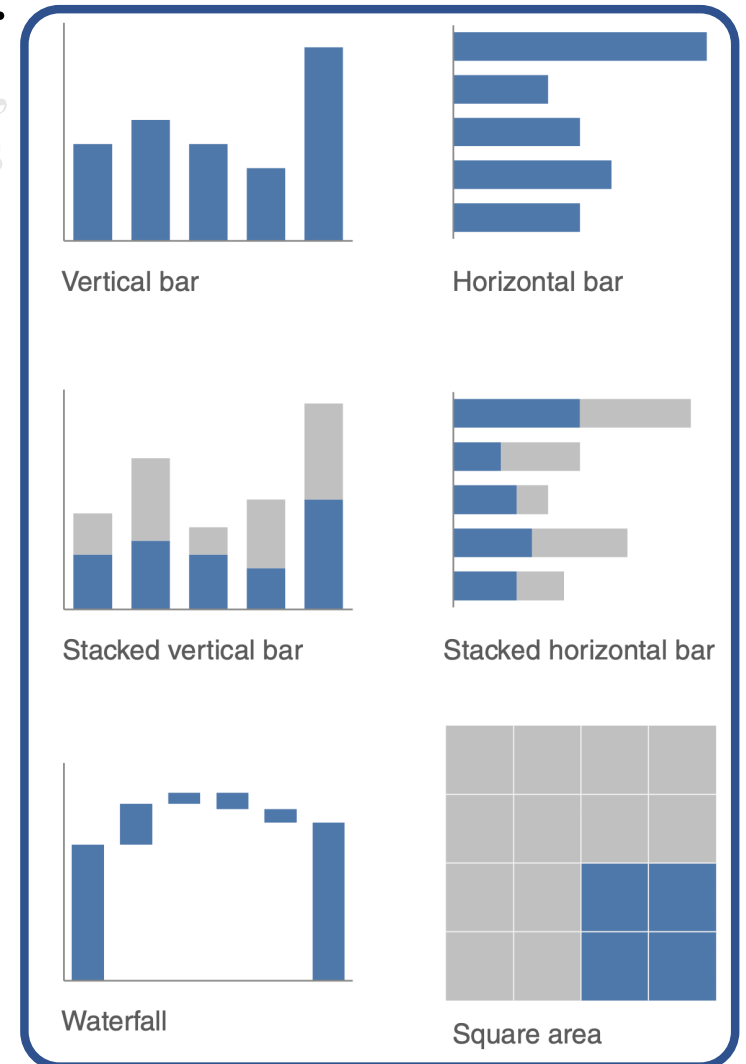 Vertical bar
Horizontal bar
Stacked vertical bar
Stacked horizontal bar
Waterfall
Square area